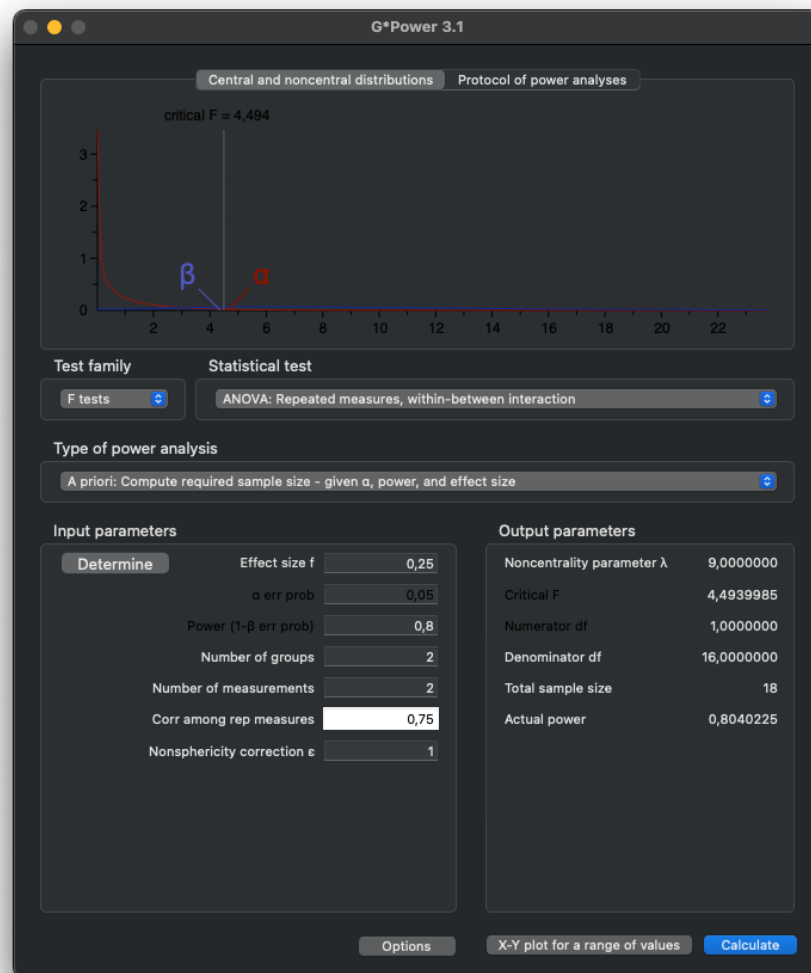 G*Power 3.1
Central and noncentral distributions Protocol of power analyses
critical F = 4,494
3
2
1
0
β α
2 4 6 8 10 12 14 16 18 20 22
Test family Statistical test
F tests ANOVA: Repeated measures, within-between interaction
Type of power analysis
A priori: Compute required sample size - given α, power, and effect size
Input parameters Output parameters
Determine Effect size f 0,25 Noncentrality parameter λ 9,0000000
α err prob 0,05 Critical F 4,4939985
Power (1-β err prob) 0,8 Numerator df 1,0000000
Number of groups 2 Denominator df 16,0000000
Number of measurements 2 Total sample size 18
Corr among rep measures 0,75 Actual power 0,8040225
Nonsphericity correction ε 1
Options X-Y plot for a range of values Calculate